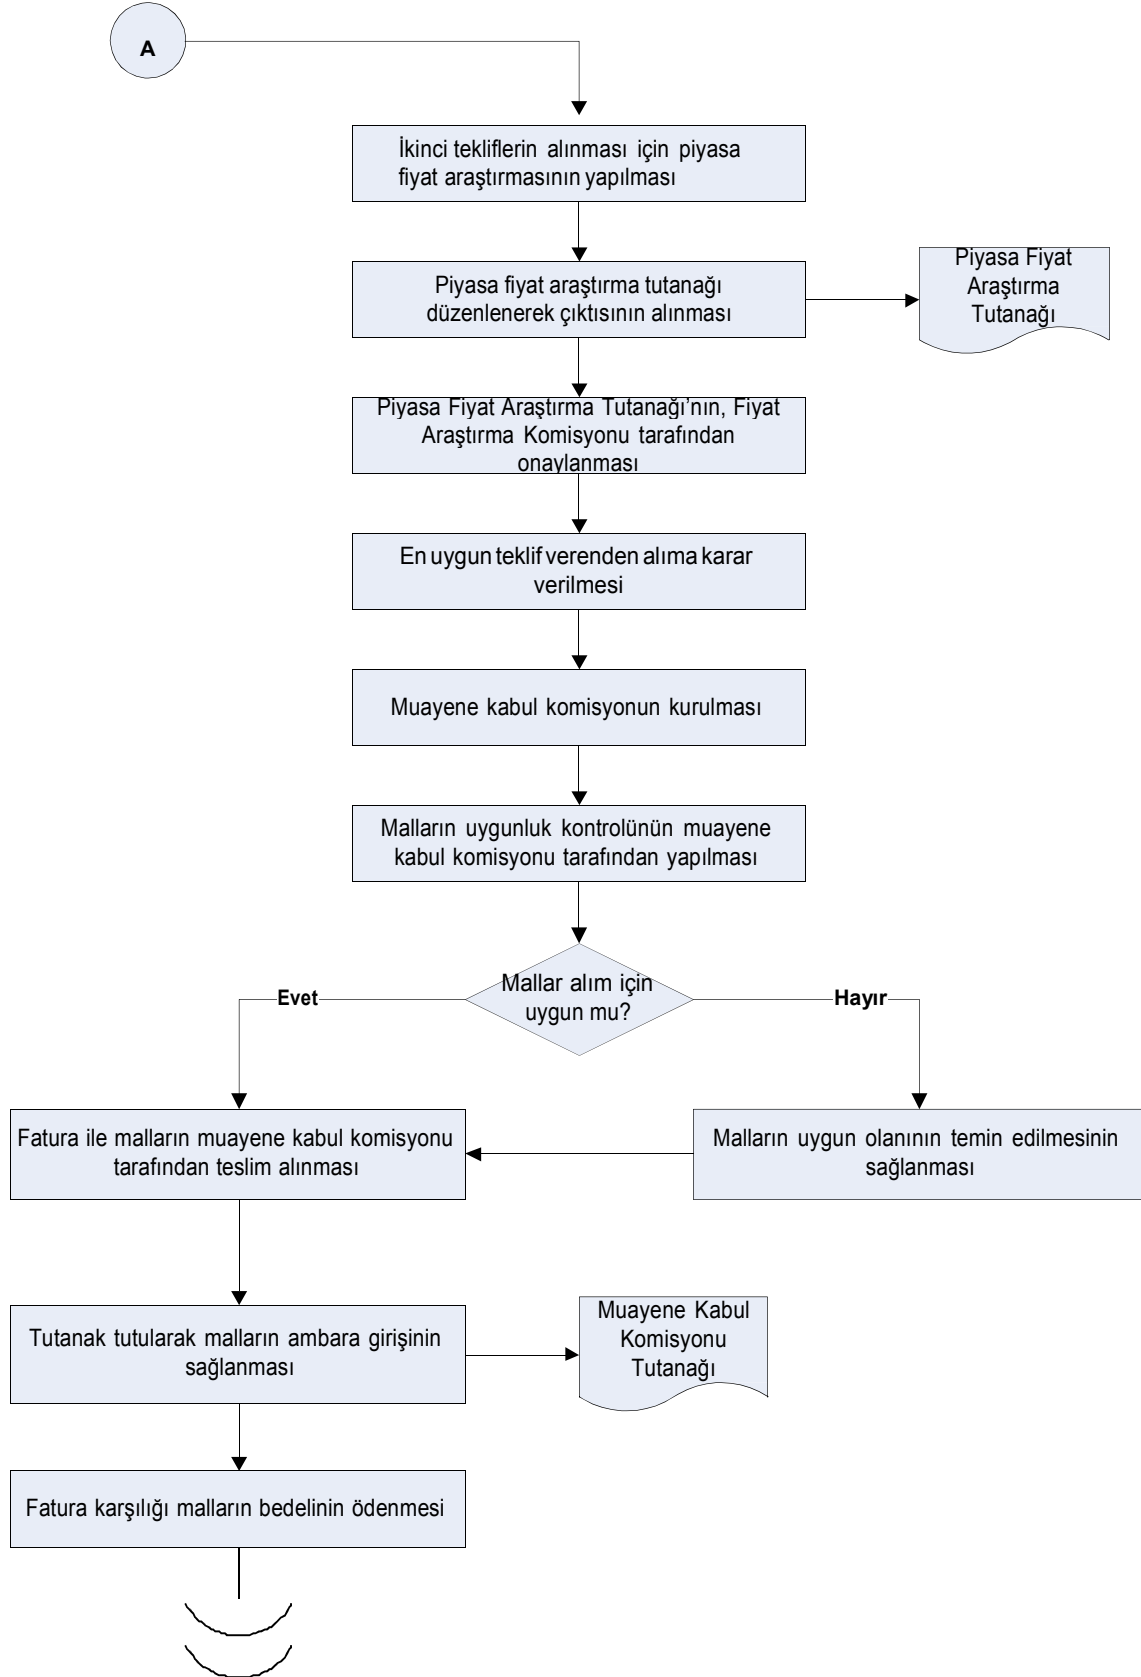 A
İkinci tekliflerin alınması için piyasa
fiyat araştırmasının yapılması
Piyasa fiyat araştırma tutanağı
düzenlenerek çıktısının alınması
Piyasa Fiyat
Araştırma
Tutanağı
Piyasa Fiyat Araştırma Tutanağı’nın, Fiyat
Araştırma Komisyonu tarafından
onaylanması
En uygun teklif verenden alıma karar
verilmesi
Muayene kabul komisyonun kurulması
Malların uygunluk kontrolünün muayene
kabul komisyonu tarafından yapılması
Mallar alım için
uygun mu?
Evet
Hayır
Fatura ile malların muayene kabul komisyonu
tarafından teslim alınması
Malların uygun olanının temin edilmesinin
sağlanması
Tutanak tutularak malların ambara girişinin
sağlanması
Muayene Kabul
Komisyonu
Tutanağı
Fatura karşılığı malların bedelinin ödenmesi